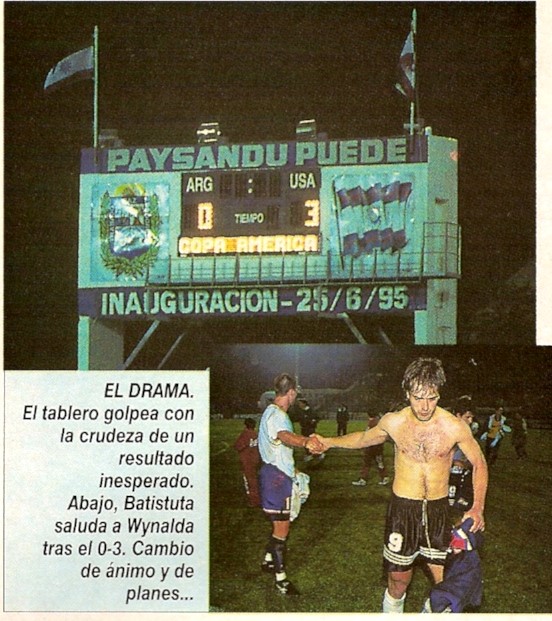 PAYSANDU PUEDE
ARG : USA
0 TIEMPO 3
COPA AMERICA
INAUGURACION - 25/6/95
EL DRAMA.
El tablero golpea con
la crudeza de un
resultado
inesperado.
Abajo, Batistuta
saluda a Wynalda
tras el 0-3. Cambio
de ánimo y de
planes...
9